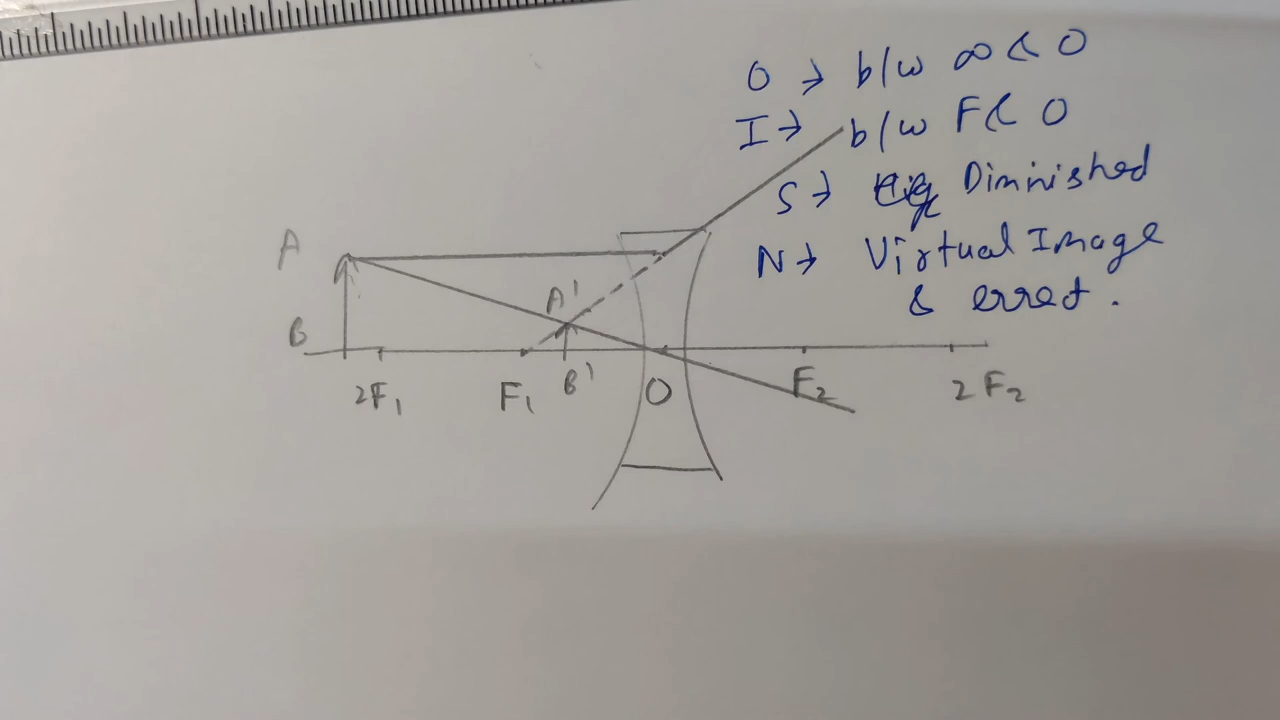 O → b/w ∞ & O
I → b/w F & O
S → Diminished
N → Virtual Image
& erect.
A
A'
B
2F₁ F₁ B' O F₂ 2F₂